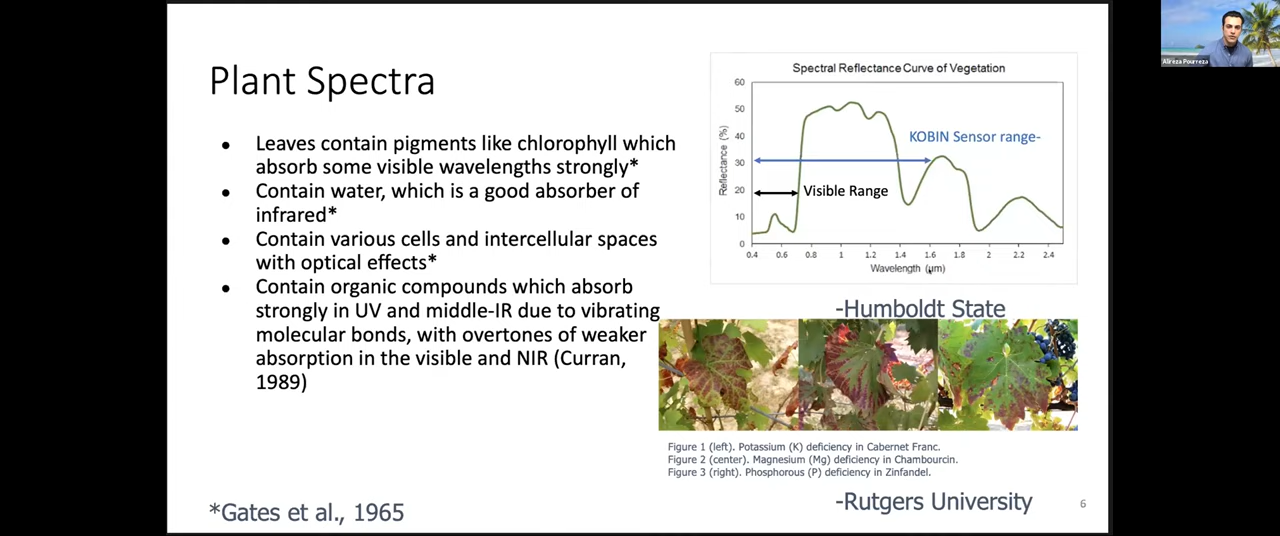 Plant Spectra
Leaves contain pigments like chlorophyll which
absorb some visible wavelengths strongly*
Contain water, which is a good absorber of
infrared*
Contain various cells and intercellular spaces
with optical effects*
Contain organic compounds which absorb
strongly in UV and middle-IR due to vibrating
molecular bonds, with overtones of weaker
absorption in the visible and NIR (Curran,
1989)
*Gates et al., 1965
Spectral Reflectance Curve of Vegetation
Reflectance (%)
60
50
40
30
20
10
0
KOBIN Sensor range-
Visible Range
0.4 0.6 0.8 1 1.2 1.4 1.6 1.8 2 2.2 2.4
Wavelength (µm)
-Humboldt State
Figure 1 (left). Potassium (K) deficiency in Cabernet Franc.
Figure 2 (center). Magnesium (Mg) deficiency in Chambourcin.
Figure 3 (right). Phosphorous (P) deficiency in Zinfandel.
-Rutgers University
6
Alireza Pourreza